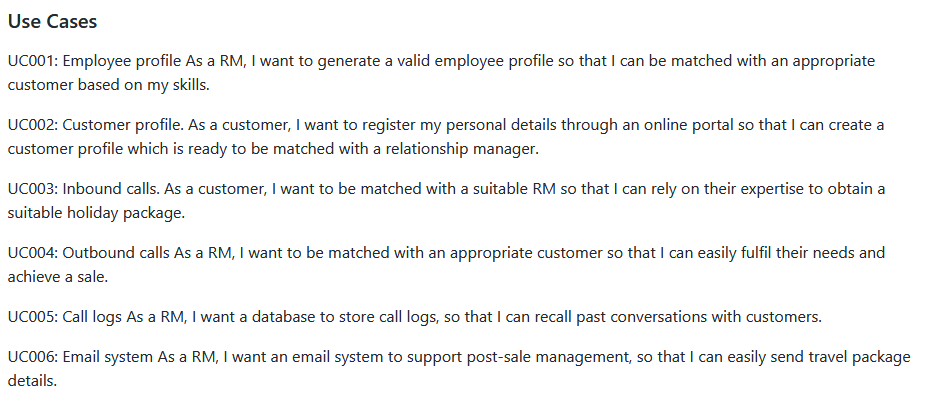 Use Cases
UC001: Employee profile As a RM, I want to generate a valid employee profile so that I can be matched with an appropriate
customer based on my skills.
UC002: Customer profile. As a customer, I want to register my personal details through an online portal so that I can create a
customer profile which is ready to be matched with a relationship manager.
UC003: Inbound calls. As a customer, I want to be matched with a suitable RM so that I can rely on their expertise to obtain a
suitable holiday package.
UC004: Outbound calls As a RM, I want to be matched with an appropriate customer so that I can easily fulfil their needs and
achieve a sale.
UC005: Call logs As a RM, I want a database to store call logs, so that I can recall past conversations with customers.
UC006: Email system As a RM, I want an email system to support post-sale management, so that I can easily send travel package
details.